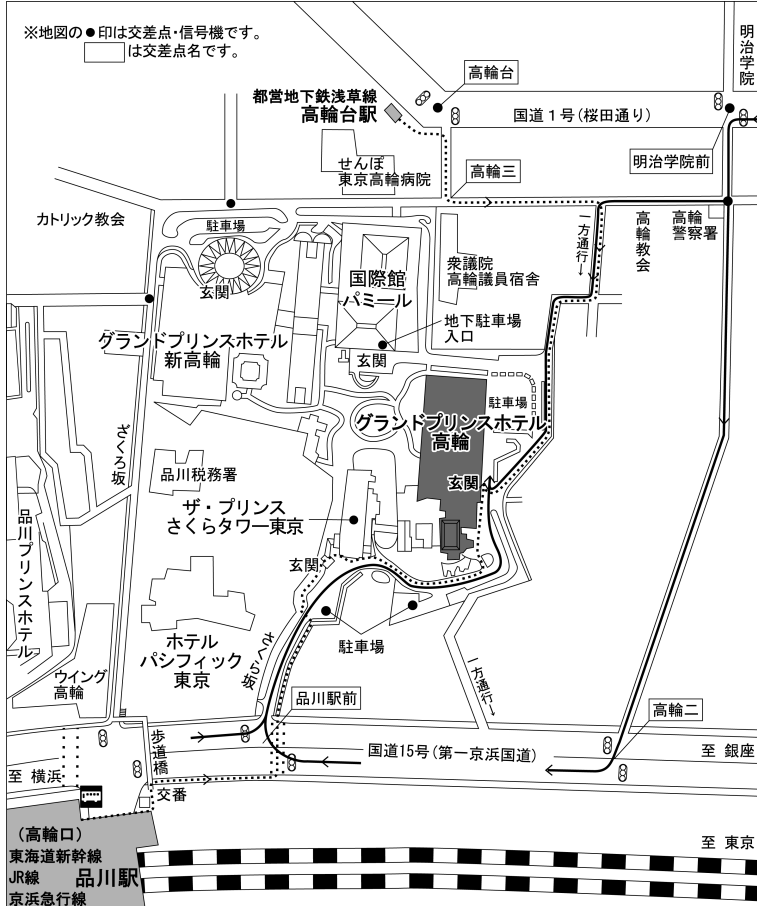 ※地図の●印は交差点・信号機です。
は交差点名です。
明治学院
高輪台
都営地下鉄浅草線
高輪台駅
国道1号(桜田通り)
せんぽ
東京高輪病院
高輪三
明治学院前
カトリック教会
駐車場
一方通行→
高輪教会
高輪
警察署
玄関
国際館
パミール
衆議院
高輪議員宿舎
地下駐車場
入口
グランドプリンスホテル
新高輪
玄関
駐車場
グランドプリンスホテル
高輪
ざくろ坂
品川税務署
玄関
ザ・プリンス
さくらタワー東京
品川プリンスホテル
玄関
駐車場
ホテル
パシフィック
東京
さくら坂
一方通行→
ウイング
高輪
品川駅前
高輪二
歩道橋
国道15号(第一京浜国道)
至 銀座
至 横浜
交番
(高輪口)
東海道新幹線
JR線
京浜急行線
品川駅
至 東京